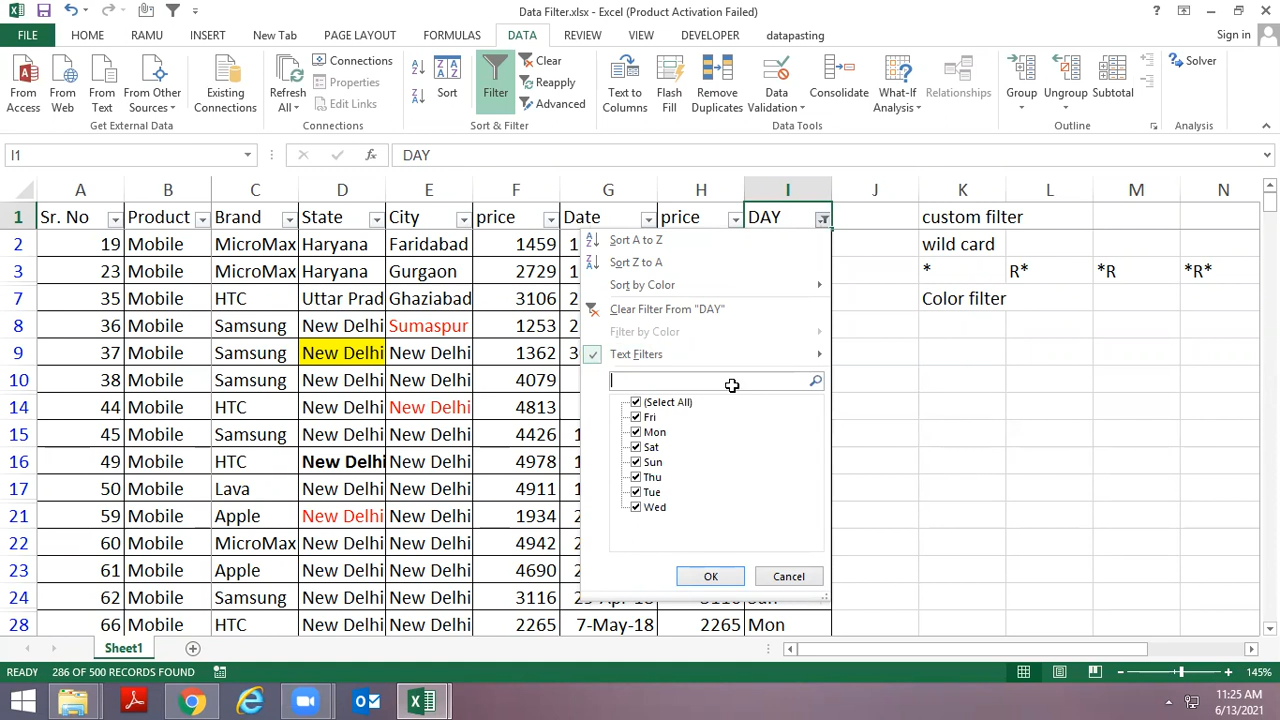 Data Filter.xlsx - Excel (Product Activation Failed)
FILE HOME RAMU INSERT New Tab PAGE LAYOUT FORMULAS DATA REVIEW VIEW DEVELOPER datapasting Sign in
From Access
From Web
From Text
From Other Sources
Existing Connections
Get External Data
Refresh All
Connections
Properties
Edit Links
Connections
Sort
Filter
Clear
Reapply
Advanced
Sort & Filter
Text to Columns
Flash Fill
Remove Duplicates
Data Validation
Consolidate
What-If Analysis
Relationships
Data Tools
Group
Ungroup
Subtotal
Outline
Solver
Analysis
I1 fx DAY
A B C D E F G H I J K L M N
1 Sr. No Product Brand State City price Date price DAY custom filter
2 19 Mobile MicroMax Haryana Faridabad 1459 1 wild card
3 23 Mobile MicroMax Haryana Gurgaon 2729 1 * R* *R *R*
7 35 Mobile HTC Uttar Prad Ghaziabad 3106 2 Color filter
8 36 Mobile Samsung New Delhi Sumaspur 1253 2
9 37 Mobile Samsung New Delhi New Delhi 1362 3
10 38 Mobile Samsung New Delhi New Delhi 4079
14 44 Mobile HTC New Delhi New Delhi 4813
15 45 Mobile Samsung New Delhi New Delhi 4426 1
16 49 Mobile HTC New Delhi New Delhi 4978 1
17 50 Mobile Lava New Delhi New Delhi 4911 1
21 59 Mobile Apple New Delhi New Delhi 1934 2
22 60 Mobile MicroMax New Delhi New Delhi 4942 2
23 61 Mobile Apple New Delhi New Delhi 4690 2
24 62 Mobile Samsung New Delhi New Delhi 3116
28 66 Mobile HTC New Delhi New Delhi 2265 7-May-18 2265 Mon
Sort A to Z
Sort Z to A
Sort by Color
Clear Filter From "DAY"
Filter by Color
Text Filters
(Select All)
Fri
Mon
Sat
Sun
Thu
Tue
Wed
OK Cancel
Sheet1
READY 286 OF 500 RECORDS FOUND 145%
11:25 AM
6/13/2021